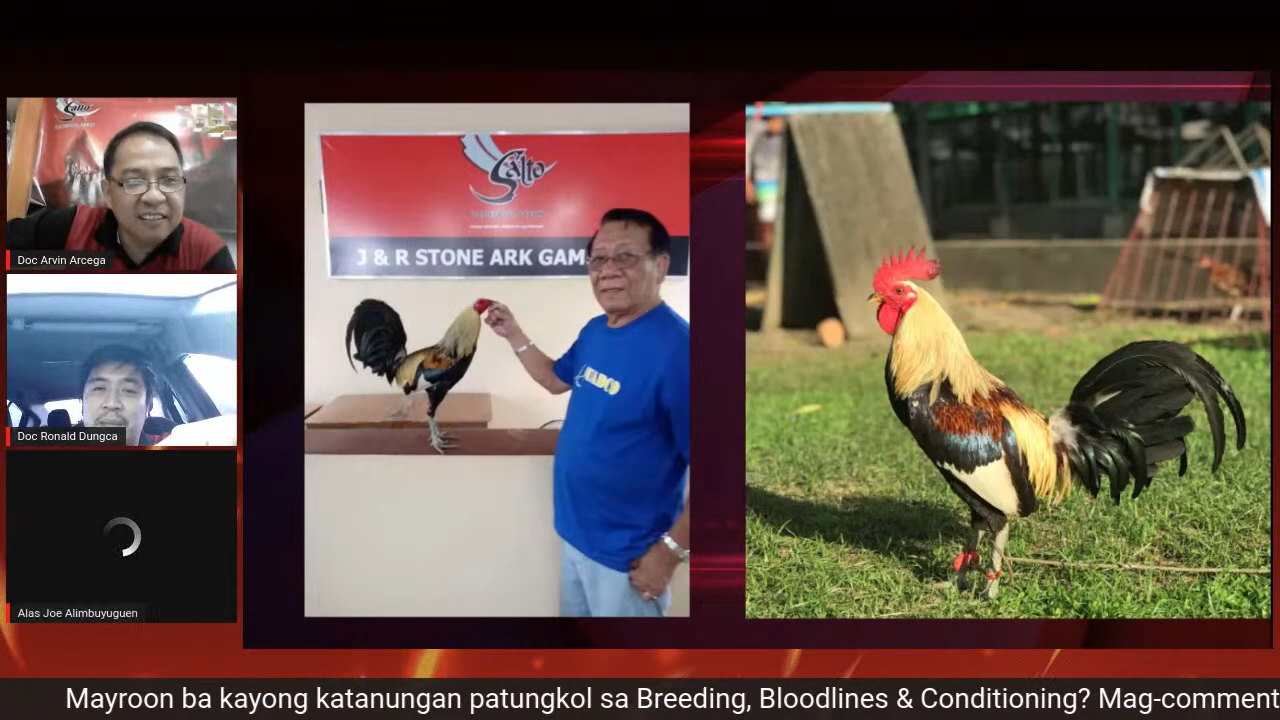 Salto
Doc Arvin Arcega
Doc Ronald Dungca
Alas Joe Alimbuyuguen
Salto
J & R STONE ARK GAM
Mayroon ba kayong katanungan patungkol sa Breeding, Bloodlines & Conditioning? Mag-comment